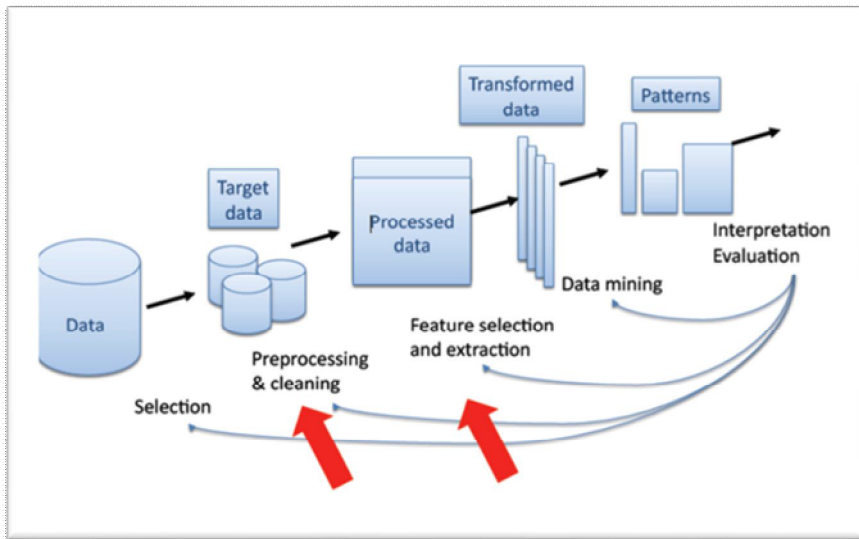 Transformed
data
Patterns
Target
data
Processed
data
Interpretation
Evaluation
Data mining
Data
Feature selection
and extraction
Preprocessing
& cleaning
Selection